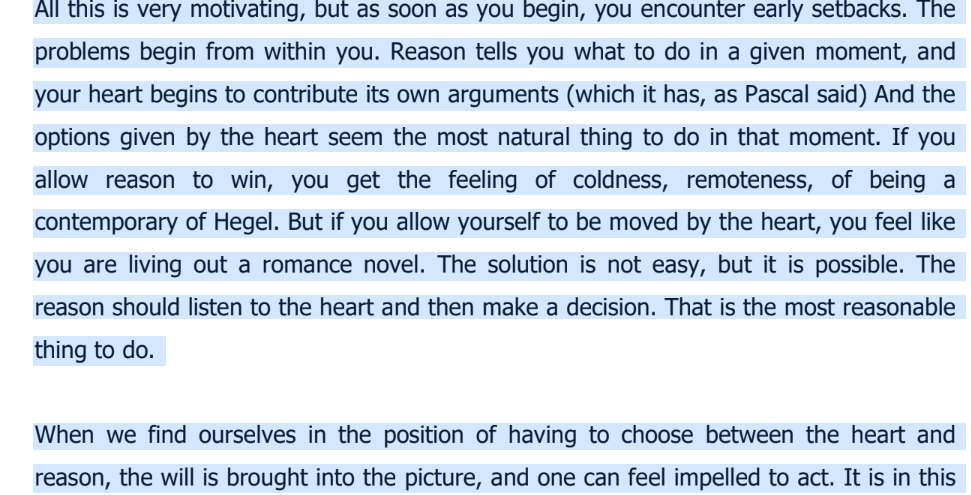 All this is very motivating, but as soon as you begin, you encounter early setbacks. The
problems begin from within you. Reason tells you what to do in a given moment, and
your heart begins to contribute its own arguments (which it has, as Pascal said) And the
options given by the heart seem the most natural thing to do in that moment. If you
allow reason to win, you get the feeling of coldness, remoteness, of being a
contemporary of Hegel. But if you allow yourself to be moved by the heart, you feel like
you are living out a romance novel. The solution is not easy, but it is possible. The
reason should listen to the heart and then make a decision. That is the most reasonable
thing to do.
When we find ourselves in the position of having to choose between the heart and
reason, the will is brought into the picture, and one can feel impelled to act. It is in this